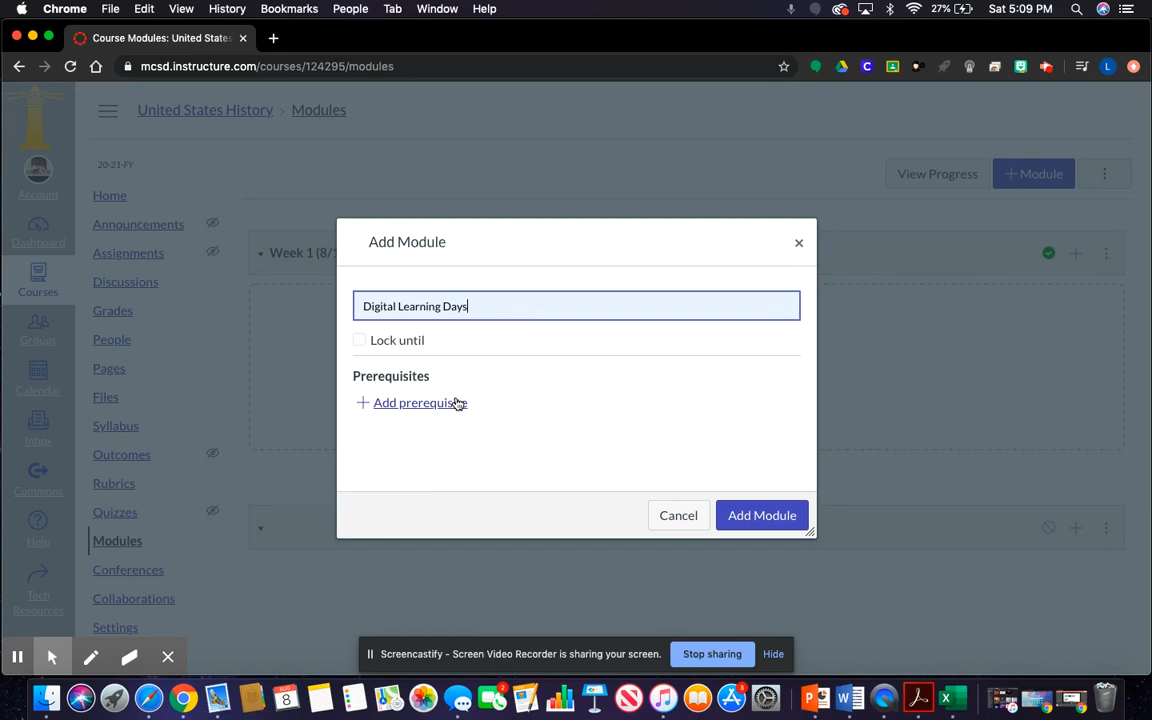 Chrome File Edit View History Bookmarks People Tab Window Help 27% Sat 5:09 PM
Course Modules: United States
mcsd.instructure.com/courses/124295/modules
C
L
United States History > Modules
20-21-FY
View Progress
+ Module
Account
Dashboard
Courses
Groups
Calendar
Inbox
Commons
Help
Tech
Resources
Home
Announcements
Assignments
Discussions
Grades
People
Pages
Files
Syllabus
Outcomes
Rubrics
Quizzes
Modules
Conferences
Collaborations
Settings
Week 1 (8/
Add Module
Digital Learning Days
Lock until
Prerequisites
+ Add prerequisite
Cancel
Add Module
Screencastify - Screen Video Recorder is sharing your screen.
Stop sharing
Hide
AUG
8
2
3